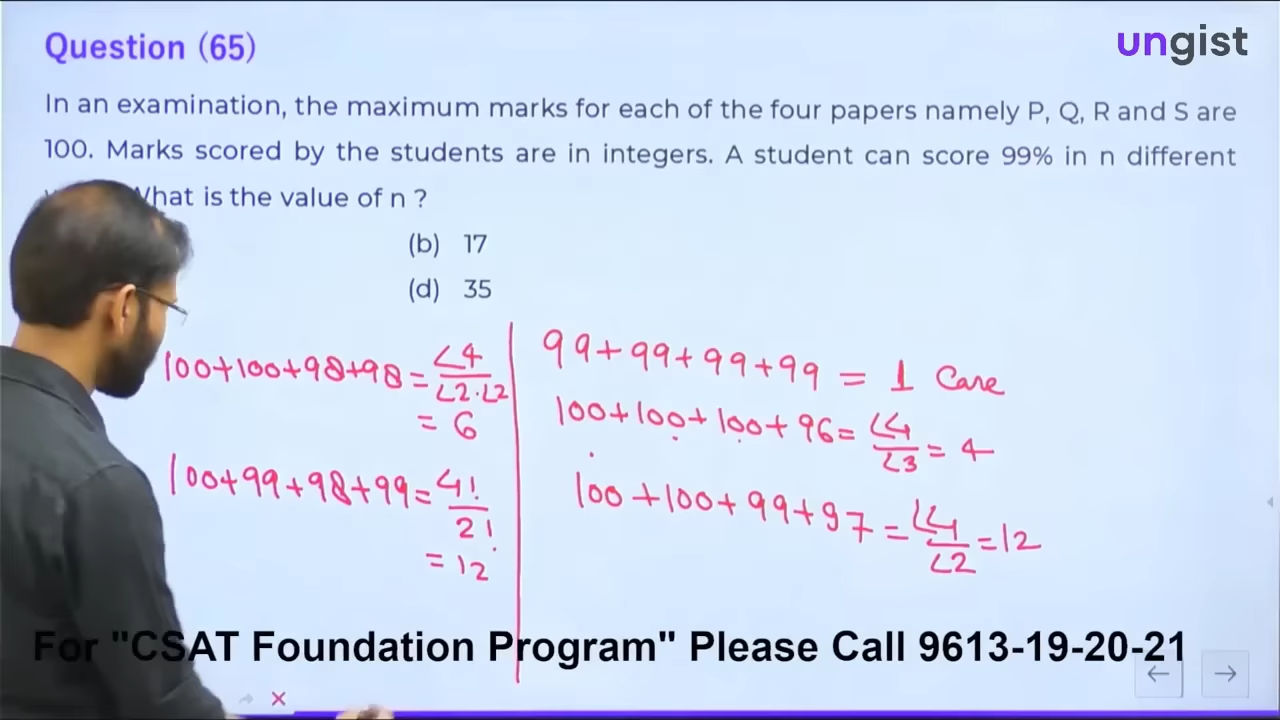 Question (65)
ungist
In an examination, the maximum marks for each of the four papers namely P, Q, R and S are
100. Marks scored by the students are in integers. A student can score 99% in n different
What is the value of n ?
(b) 17
(d) 35
100+100+98+98=∠4/∠2·∠2
= 6
100+99+98+99=4!/2!
= 12
99+99+99+99 = 1 Case
100+100+100+96=∠4/∠3=4
100+100+99+97=∠4/∠2=12
For "CSAT Foundation Program" Please Call 9613-19-20-21